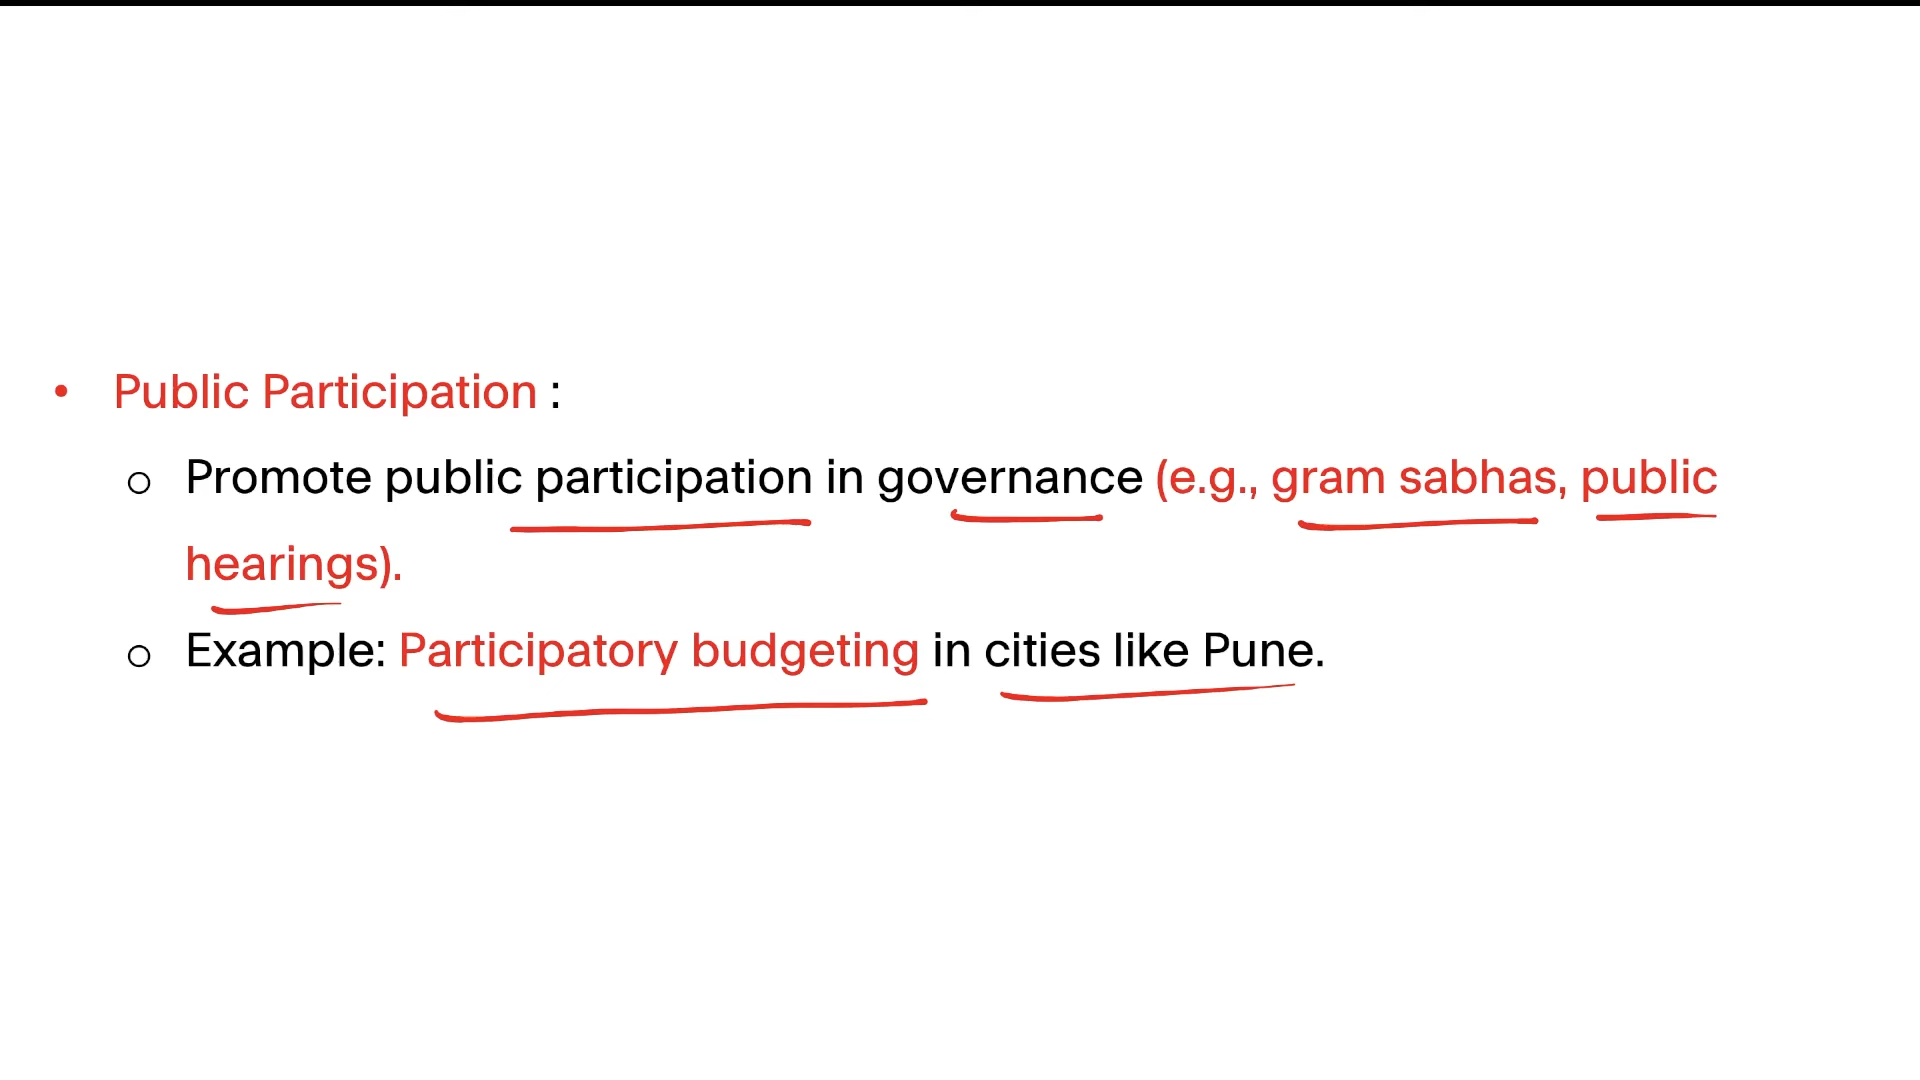 • Public Participation :
o Promote public participation in governance (e.g., gram sabhas, public
hearings).
o Example: Participatory budgeting in cities like Pune.